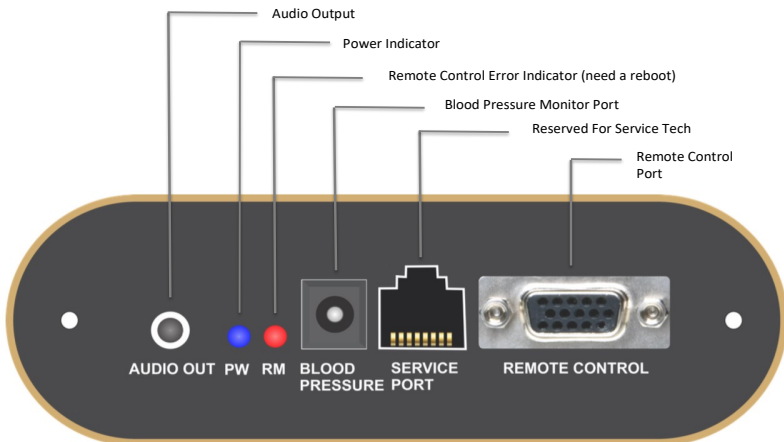 Audio Output
Power Indicator
Remote Control Error Indicator (need a reboot)
Blood Pressure Monitor Port
Reserved For Service Tech
Remote Control
Port
AUDIO OUT PW RM BLOOD
PRESSURE
SERVICE
PORT
REMOTE CONTROL